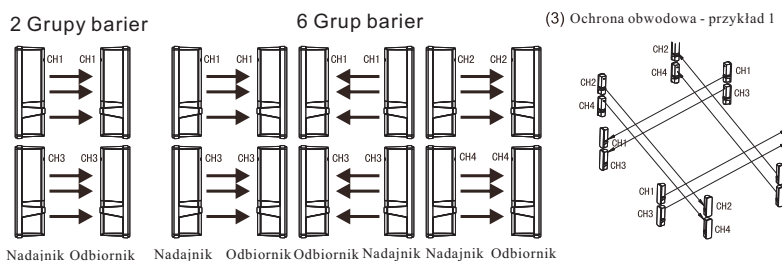 2 Grupy barier
6 Grup barier
(3) Ochrona obwodowa - przykład 1
CH1 CH1 CH1 CH1 CH1 CH1 CH2 CH2
CH3 CH3 CH3 CH3 CH3 CH3 CH4 CH4
Nadajnik Odbiornik Nadajnik Odbiornik Odbiornik Nadajnik Nadajnik Odbiornik
CH2
CH4
CH1
CH3
CH2
CH4
CH1
CH3
CH1
CH3
CH2
CH4